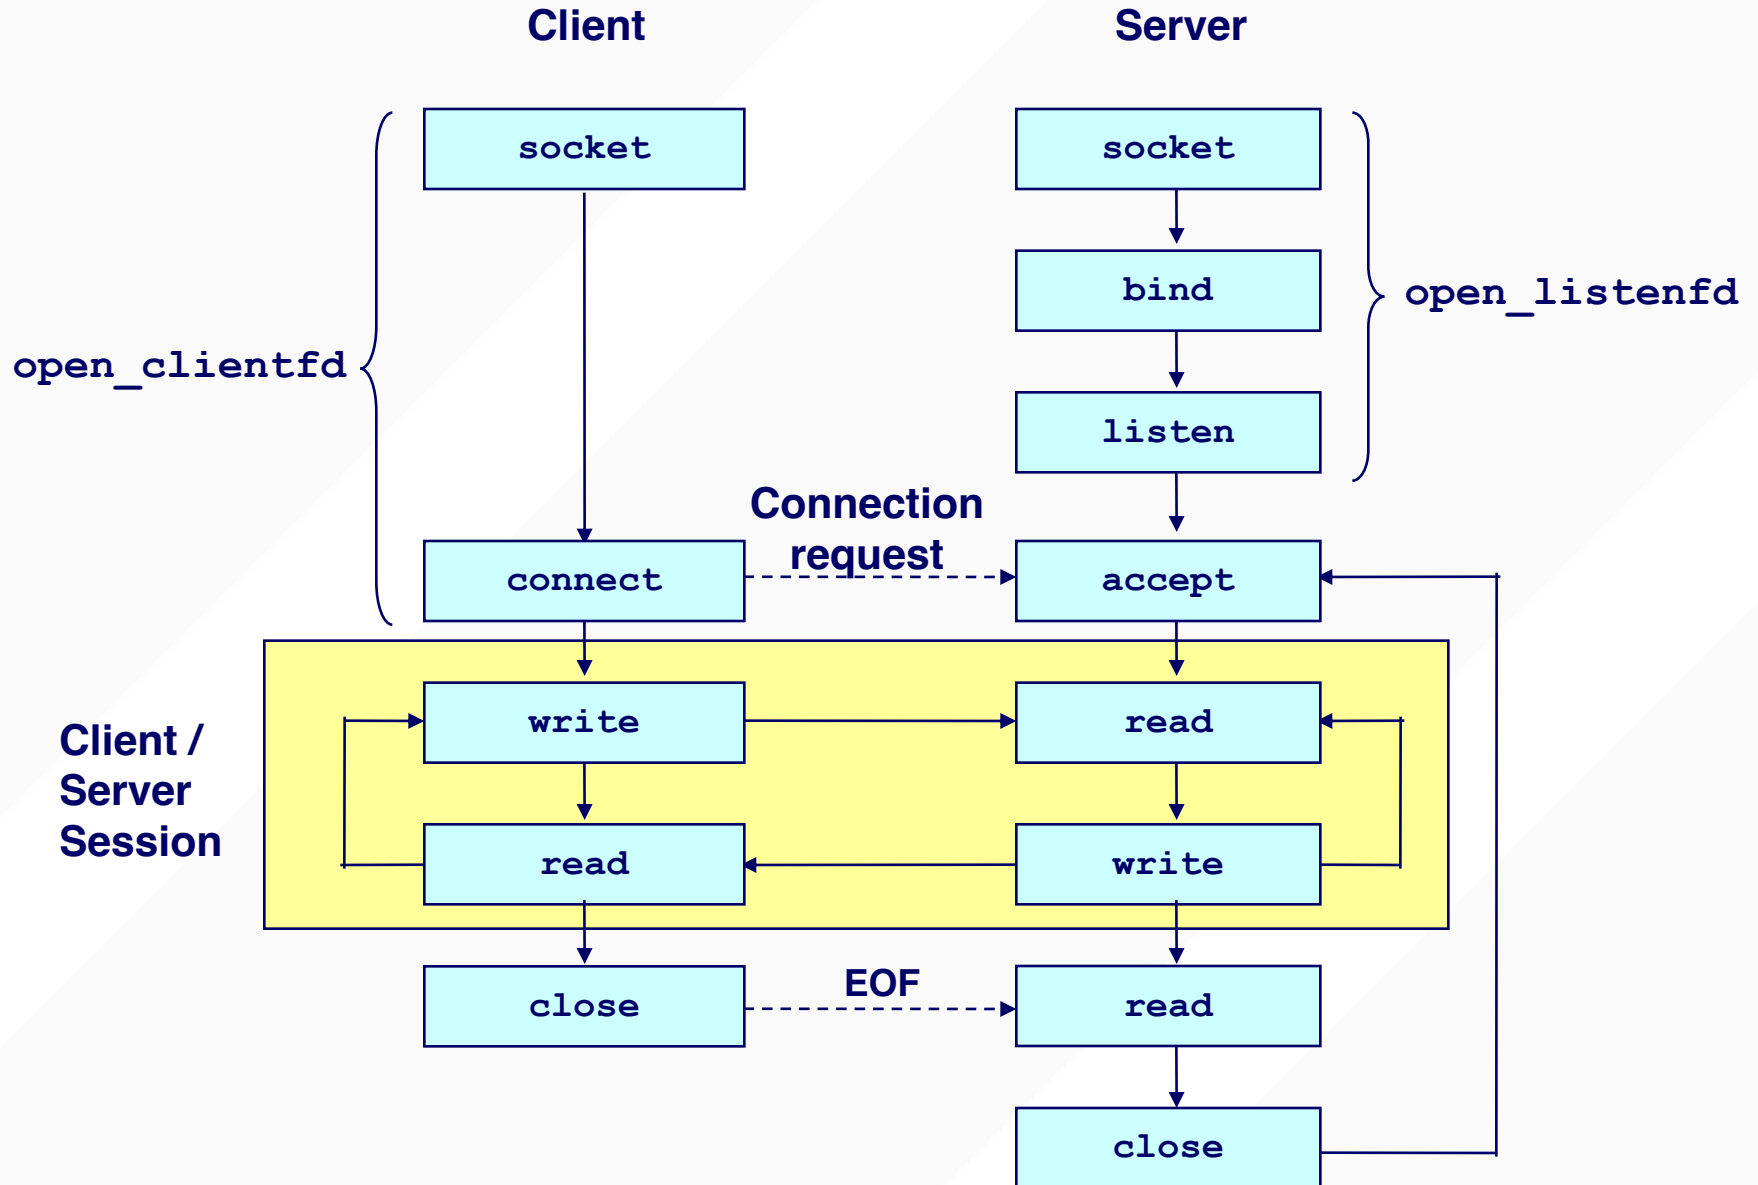 Client
Server
socket
socket
bind
open_listenfd
open_clientfd
listen
Connection
request
connect
accept
Client /
Server
Session
write
read
read
write
close
EOF
read
close